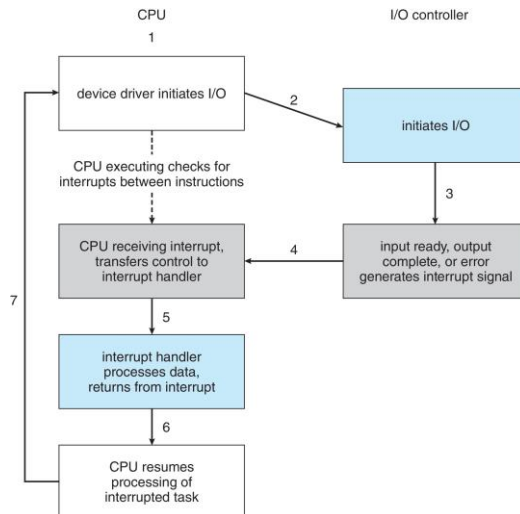 CPU
I/O controller
1
device driver initiates I/O
2
initiates I/O
CPU executing checks for
interrupts between instructions
3
CPU receiving interrupt,
transfers control to
interrupt handler
4
input ready, output
complete, or error
generates interrupt signal
7
5
interrupt handler
processes data,
returns from interrupt
6
CPU resumes
processing of
interrupted task